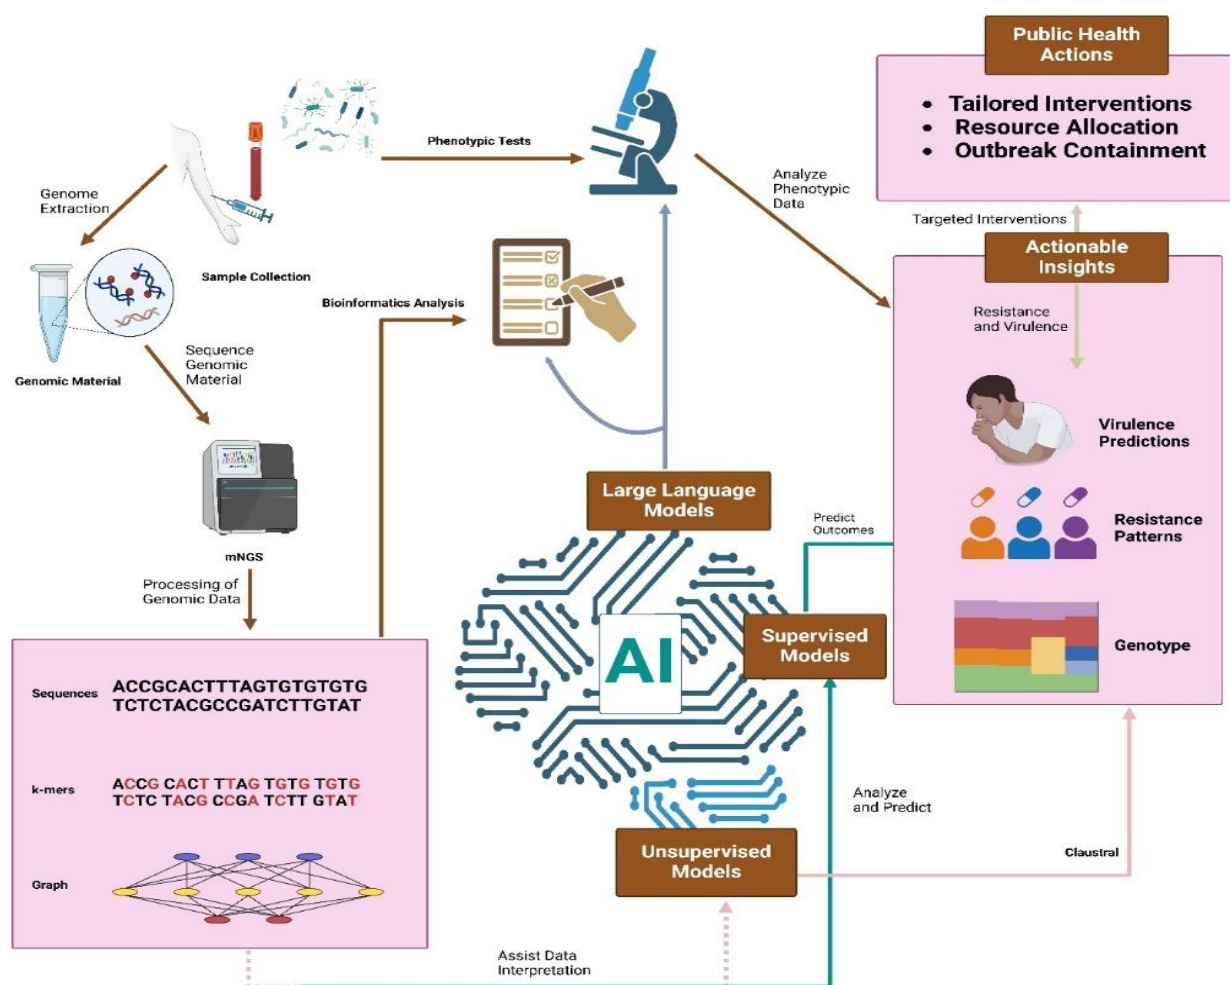 Public Health
Actions
• Tailored Interventions
• Resource Allocation
• Outbreak Containment
Phenotypic Tests
Analyze
Phenotypic
Data
Genome
Extraction
Targeted Interventions
Sample Collection
Actionable
Insights
Bioinformatics Analysis
Resistance
and Virulence
Sequence
Genomic
Material
Genomic Material
Virulence
Predictions
Large Language
Models
Predict
Outcomes
Resistance
Patterns
mNGS
Processing of
Genomic Data
AI
Supervised
Models
Genotype
Sequences
ACCGCACTTTAGTGTGTGTG
TCTCTACGCCGATCTTGTAT
k-mers
ACCG CACT TTAG TGTG TGTG
TCTC TACG CCGA TCTT GTAT
Analyze
and Predict
Unsupervised
Models
Claustral
Graph
Assist Data
Interpretation